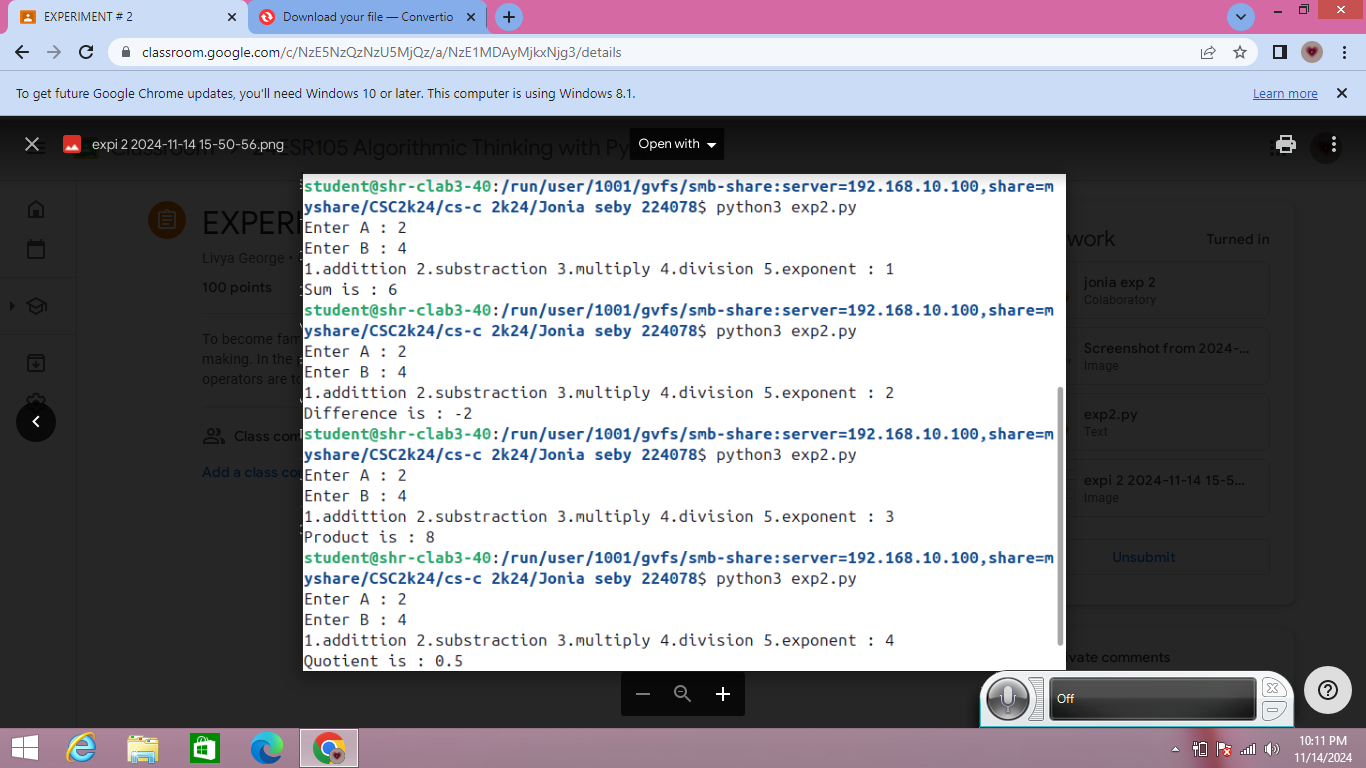 EXPERIMENT # 2
Download your file — Convertio
classroom.google.com/c/NzE5NzQzNzU5MjQz/a/NzE1MDAyMjkxNjg3/details
To get future Google Chrome updates, you'll need Windows 10 or later. This computer is using Windows 8.1.
Learn more
expi 2 2024-11-14 15-50-56.png
ESR105 Algorithmic Thinking with Py
Open with
student@shr-clab3-40:/run/user/1001/gvfs/smb-share:server=192.168.10.100,share=m
yshare/CSC2k24/cs-c 2k24/Jonia seby 224078$ python3 exp2.py
Enter A : 2
Enter B : 4
1.addittion 2.substraction 3.multiply 4.division 5.exponent : 1
Sum is : 6
student@shr-clab3-40:/run/user/1001/gvfs/smb-share:server=192.168.10.100,share=m
yshare/CSC2k24/cs-c 2k24/Jonia seby 224078$ python3 exp2.py
Enter A : 2
Enter B : 4
1.addittion 2.substraction 3.multiply 4.division 5.exponent : 2
Difference is : -2
student@shr-clab3-40:/run/user/1001/gvfs/smb-share:server=192.168.10.100,share=m
yshare/CSC2k24/cs-c 2k24/Jonia seby 224078$ python3 exp2.py
Enter A : 2
Enter B : 4
1.addittion 2.substraction 3.multiply 4.division 5.exponent : 3
Product is : 8
student@shr-clab3-40:/run/user/1001/gvfs/smb-share:server=192.168.10.100,share=m
yshare/CSC2k24/cs-c 2k24/Jonia seby 224078$ python3 exp2.py
Enter A : 2
Enter B : 4
1.addittion 2.substraction 3.multiply 4.division 5.exponent : 4
Quotient is : 0.5
EXPERI
Livya George •
100 points
To become fam
making. In the
operators are to
Class com
Add a class co
work
Turned in
jonia exp 2
Colaboratory
Screenshot from 2024-...
Image
exp2.py
Text
expi 2 2024-11-14 15-5...
Image
Unsubmit
vate comments
Off
10:11 PM
11/14/2024